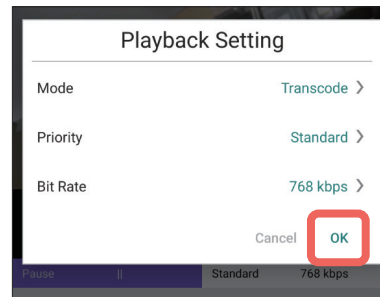 Playback Setting
Mode Transcode >
Priority Standard >
Bit Rate 768 kbps >
Cancel OK
Pause || Standard 768 kbps